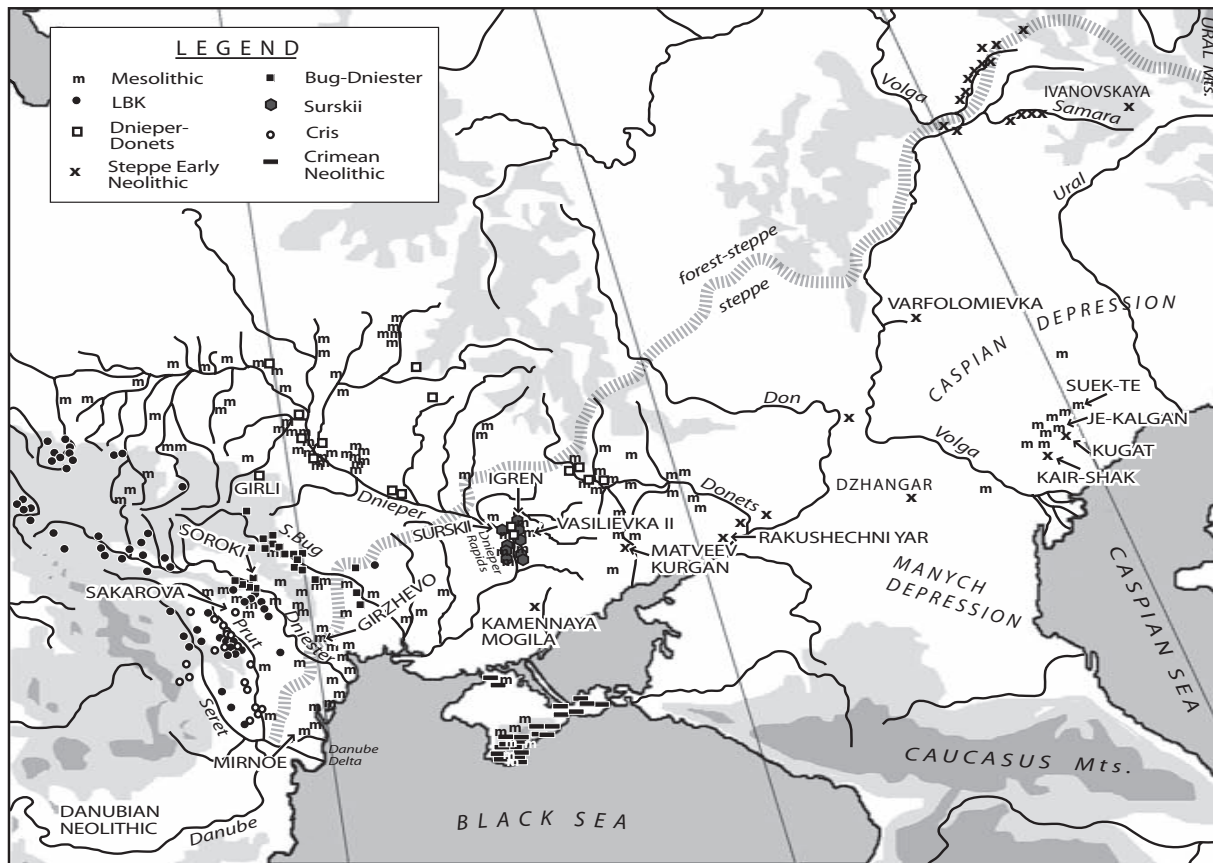 LEGEND
m Mesolithic
LBK
Dnieper-
Donets
x Steppe Early
Neolithic
Bug-Dniester
Surskii
Cris
Crimean
Neolithic
URAL Mts.
Volga
IVANOVSKAYA
Samara
Ural
forest-steppe
steppe
VARFOLOMIEVKA
CASPIAN DEPRESSION
SUEK-TE
JE-KALGAN
KUGAT
KAIR-SHAK
Don
Volga
DZHANGAR
GIRLI
Dnieper
IGREN
Donets
SURSKII
Dnieper
Rapids
VASILIEVKA II
RAKUSHECHNI YAR
MATVEEV
KURGAN
SOROKI
S.Bug
SAKAROVA
Prut
Dniester
GIRZHEVO
KAMENNAYA
MOGILA
MANYCH
DEPRESSION
CASPIAN SEA
Seret
MIRNOE
Danube
Delta
CAUCASUS Mts.
DANUBIAN
NEOLITHIC
Danube
BLACK SEA